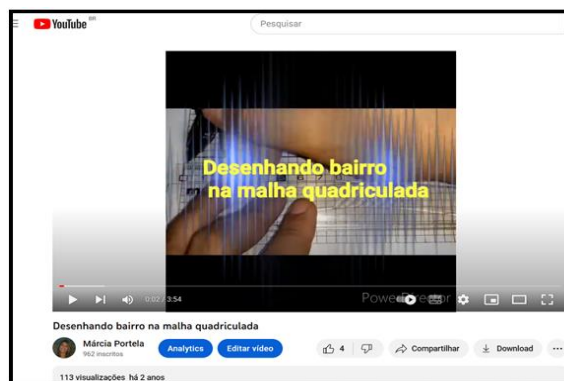 YouTube BR
Pesquisar
Desenhando bairro
na malha quadriculada
0:02 / 3:54
PowerDirector
Desenhando bairro na malha quadriculada
Márcia Portela
962 inscritos
Analytics
Editar vídeo
4
Compartilhar
Download
113 visualizações há 2 anos